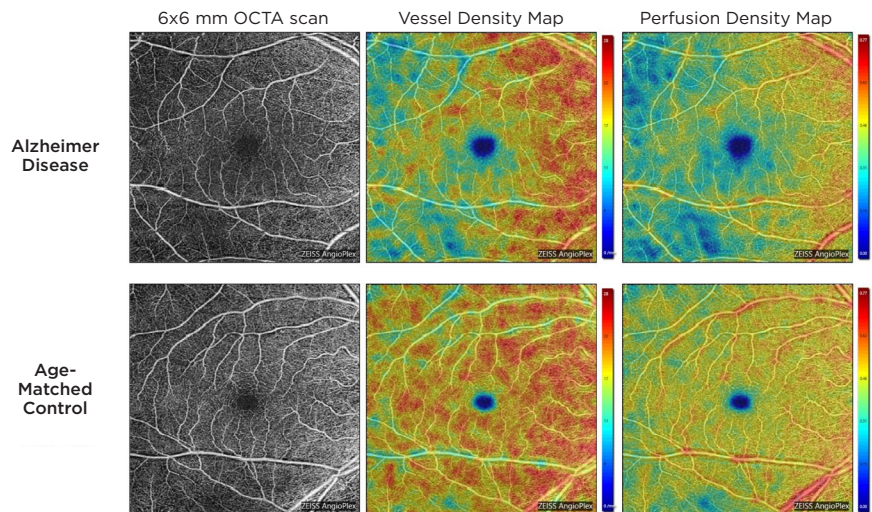 6x6 mm OCTA scan
Vessel Density Map
Perfusion Density Map
Alzheimer
Disease
ZEISS AngioPlex
ZEISS AngioPlex
ZEISS AngioPlex
Age-
Matched
Control
ZEISS AngioPlex
ZEISS AngioPlex
ZEISS AngioPlex